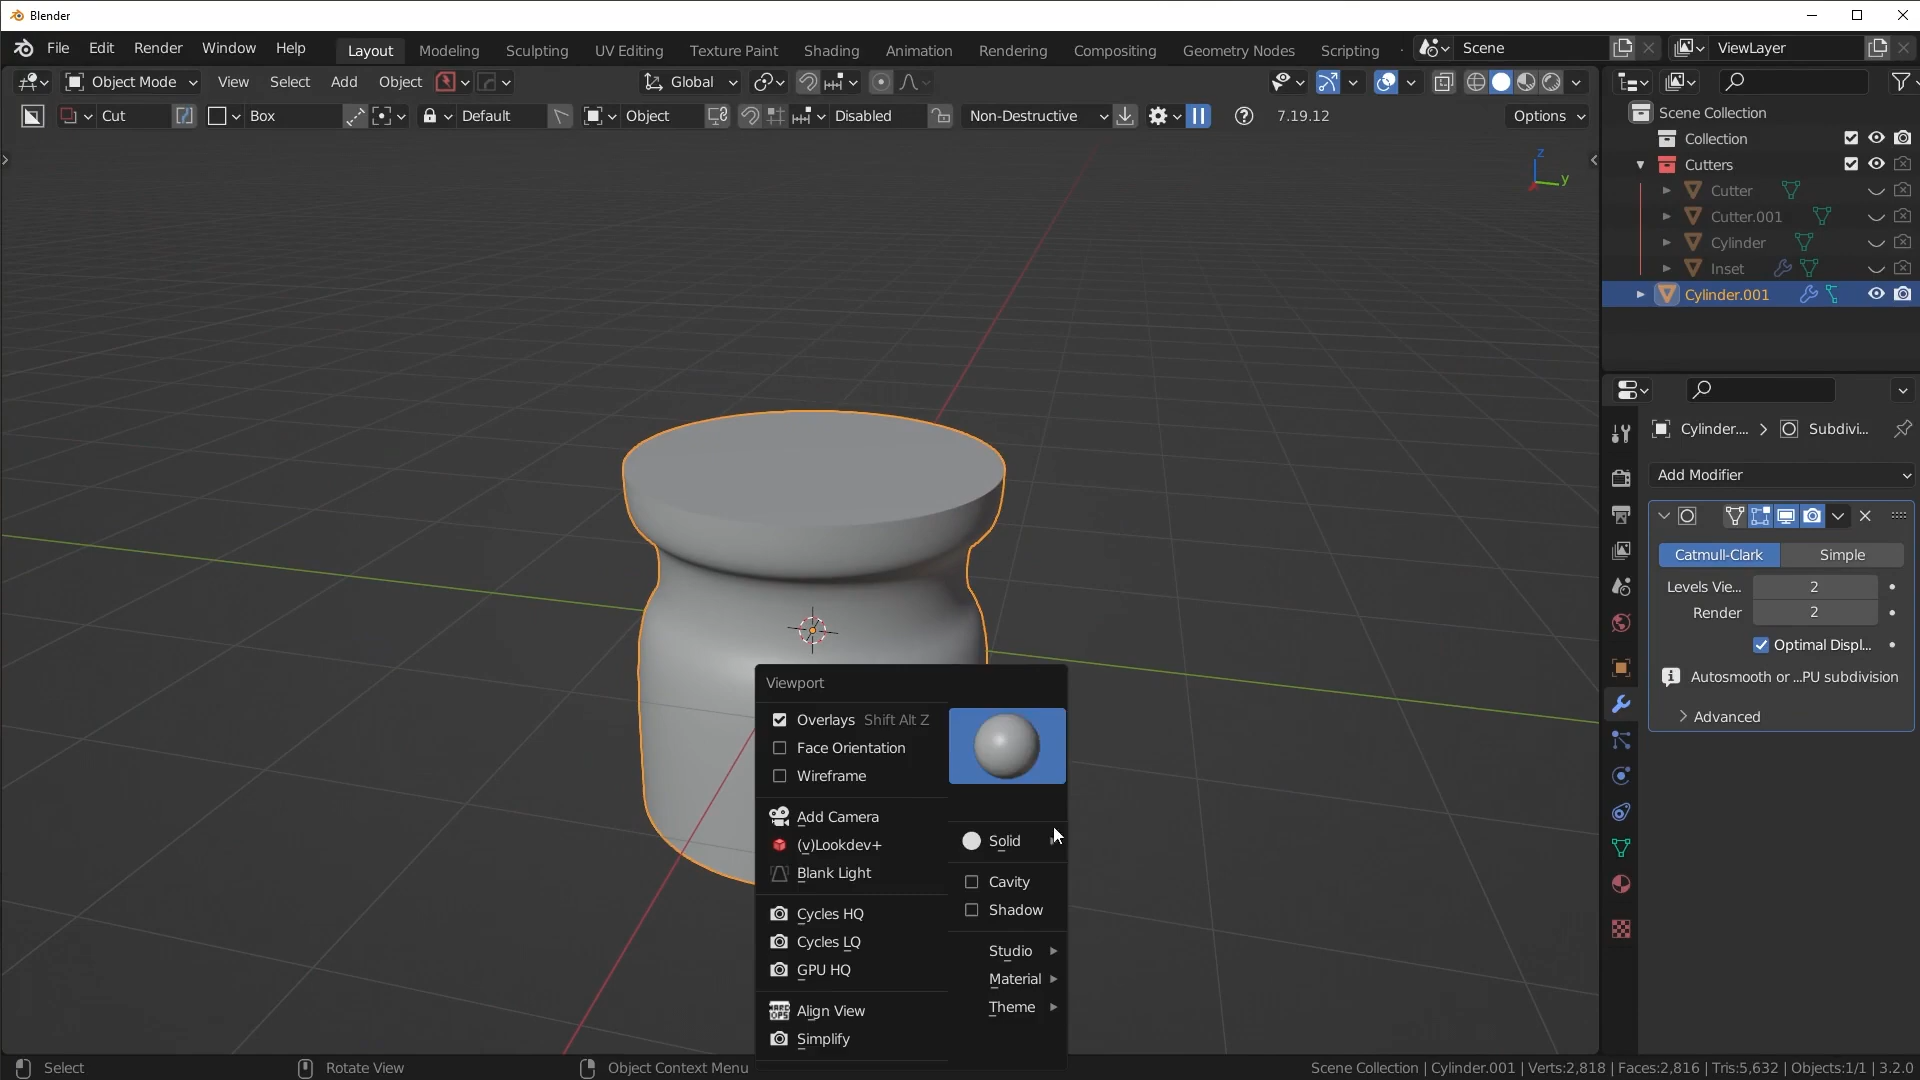 Blender
File Edit Render Window Help
Layout Modeling Sculpting UV Editing Texture Paint Shading Animation Rendering Compositing Geometry Nodes Scripting
Scene
ViewLayer
Object Mode View Select Add Object
Global
Cut
Box
Default
Object
Disabled
Non-Destructive
7.19.12
Options
z
y
Scene Collection
Collection
Cutters
Cutter
Cutter.001
Cylinder
Inset
Cylinder.001
Cylinder.... > Subdivi...
Add Modifier
Catmull-Clark Simple
Levels Vie... 2
Render 2
Optimal Displ...
Autosmooth or ...PU subdivision
Advanced
Viewport
Overlays Shift Alt Z
Face Orientation
Wireframe
Add Camera
(v)Lookdev+
Blank Light
Cycles HQ
Cycles LQ
GPU HQ
HARD OPS
Align View
Simplify
Solid
Cavity
Shadow
Studio
Material
Theme
Select
Rotate View
Object Context Menu
Scene Collection | Cylinder.001 | Verts:2,818 | Faces:2,816 | Tris:5,632 | Objects:1/1 | 3.2.0